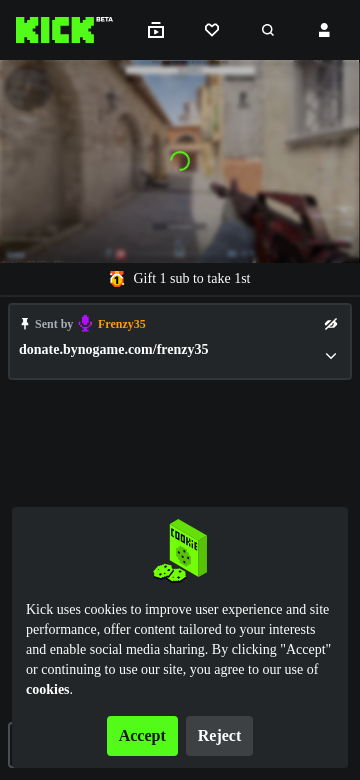 KICK BETA
Gift 1 sub to take 1st
Sent by Frenzy35
donate.bynogame.com/frenzy35
COOKIE
Kick uses cookies to improve user experience and site
performance, offer content tailored to your interests
and enable social media sharing. By clicking "Accept"
or continuing to use our site, you agree to our use of
cookies.
Accept Reject